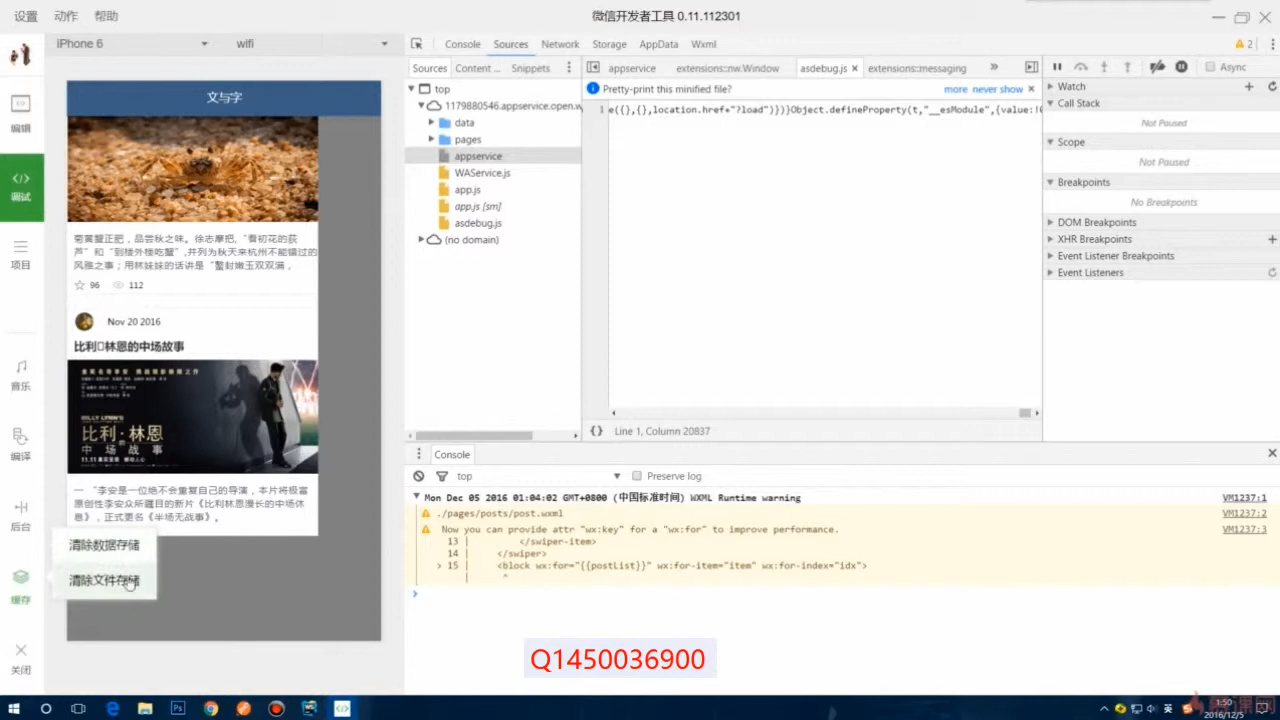 设置 动作 帮助
微信开发者工具 0.11.112301
iPhone 6
wifi
Console Sources Network Storage AppData Wxml
2
Sources Content ... Snippets
appservice extensions::nw.Window asdebug.js × extensions::messaging »
Async
编辑
调试
项目
音乐
编译
后台
缓存
关闭
文与字
菊黄蟹正肥，品尝秋之味。徐志摩把,“看初花的荻
芦”和“到楼外楼吃蟹”,并列为秋天来杭州不能错过的
风雅之事；用林妹妹的话讲是“螯封嫩玉双双满，
96 112
Nov 20 2016
比利▯林恩的中场故事
BILLY LYNN'S
比利·林恩
的
中场战事
11.11
一 “李安是一位绝不会重复自己的导演，本片将极富
原创性李安众所瞩目的新片《比利林恩漫长的中场休
息》，正式更名《半场无战事》。
清除数据存储
清除文件存储
top
1179880546.appservice.open.w
data
pages
appservice
WAService.js
app.js
app.js [sm]
asdebug.js
(no domain)
Pretty-print this minified file?
more never show ×
1 e({},{},location.href+"?load")})}Object.defineProperty(t,"__esModule",{value:!0
{} Line 1, Column 20837
Watch
Call Stack
Not Paused
Scope
Not Paused
Breakpoints
No Breakpoints
DOM Breakpoints
XHR Breakpoints
Event Listener Breakpoints
Event Listeners
Console
top
Preserve log
Mon Dec 05 2016 01:04:02 GMT+0800 (中国标准时间) WXML Runtime warning
VM1237:1
./pages/posts/post.wxml
VM1237:2
Now you can provide attr "wx:key" for a "wx:for" to improve performance.
VM1237:3
13 | </swiper-item>
14 | </swiper>
> 15 | <block wx:for="{{postList}}" wx:for-item="item" wx:for-index="idx">
| ^
Q1450036900
英
1:50
2016/12/5
慕课网